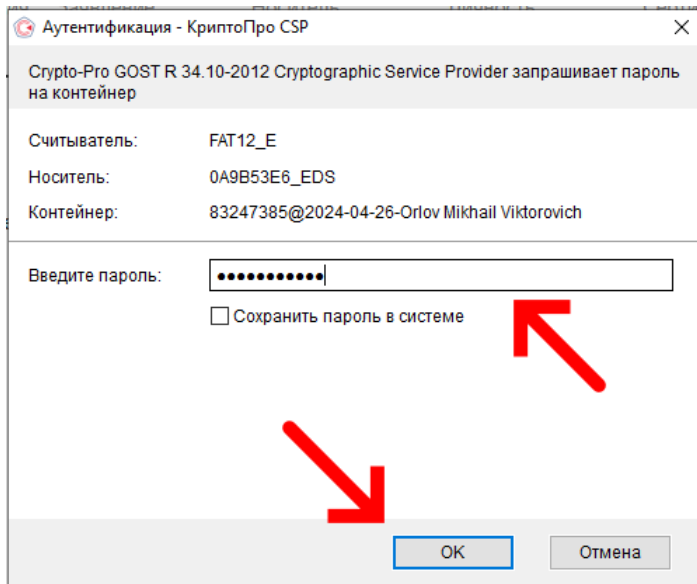 Аутентификация - КриптоПро CSP
Crypto-Pro GOST R 34.10-2012 Cryptographic Service Provider запрашивает пароль
на контейнер
Считыватель: FAT12_E
Носитель: 0A9B53E6_EDS
Контейнер: 83247385@2024-04-26-Orlov Mikhail Viktorovich
Введите пароль: ●●●●●●●●●●●
Сохранить пароль в системе
OK Отмена